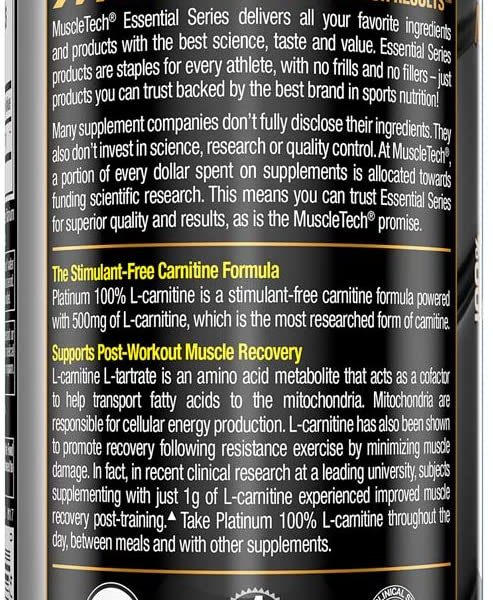 RESULTS™
MuscleTech® Essential Series delivers all your favorite ingredients
and products with the best science, taste and value. Essential Series
products are staples for every athlete, with no frills and no fillers – just
products you can trust backed by the best brand in sports nutrition!
Many supplement companies don't fully disclose their ingredients. They
also don't invest in science, research or quality control. At MuscleTech®,
a portion of every dollar spent on supplements is allocated towards
funding scientific research. This means you can trust Essential Series
for superior quality and results, as is the MuscleTech® promise.
The Stimulant-Free Carnitine Formula
Platinum 100% L-carnitine is a stimulant-free carnitine formula powered
with 500mg of L-carnitine, which is the most researched form of carnitine.
Supports Post-Workout Muscle Recovery
L-carnitine L-tartrate is an amino acid metabolite that acts as a cofactor
to help transport fatty acids to the mitochondria. Mitochondria are
responsible for cellular energy production. L-carnitine has also been shown
to promote recovery following resistance exercise by minimizing muscle
damage. In fact, in recent clinical research at a leading university, subjects
supplementing with just 1g of L-carnitine experienced improved muscle
recovery post-training.▲ Take Platinum 100% L-carnitine throughout the
day, between meals and with other supplements.
100%